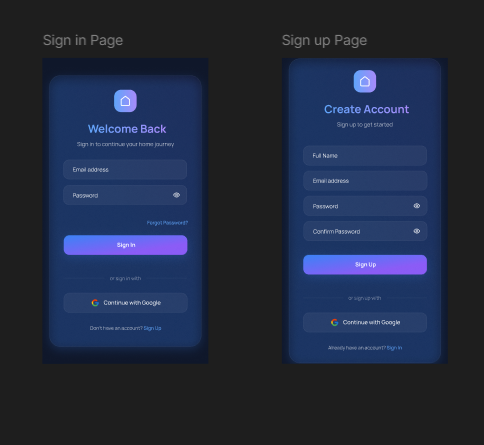 Sign in Page
Welcome Back
Sign in to continue your home journey
Email address
Password
Forgot Password?
Sign In
or sign in with
Continue with Google
Don't have an account? Sign Up
Sign up Page
Create Account
Sign up to get started
Full Name
Email address
Password
Confirm Password
Sign Up
or sign up with
Continue with Google
Already have an account? Sign In